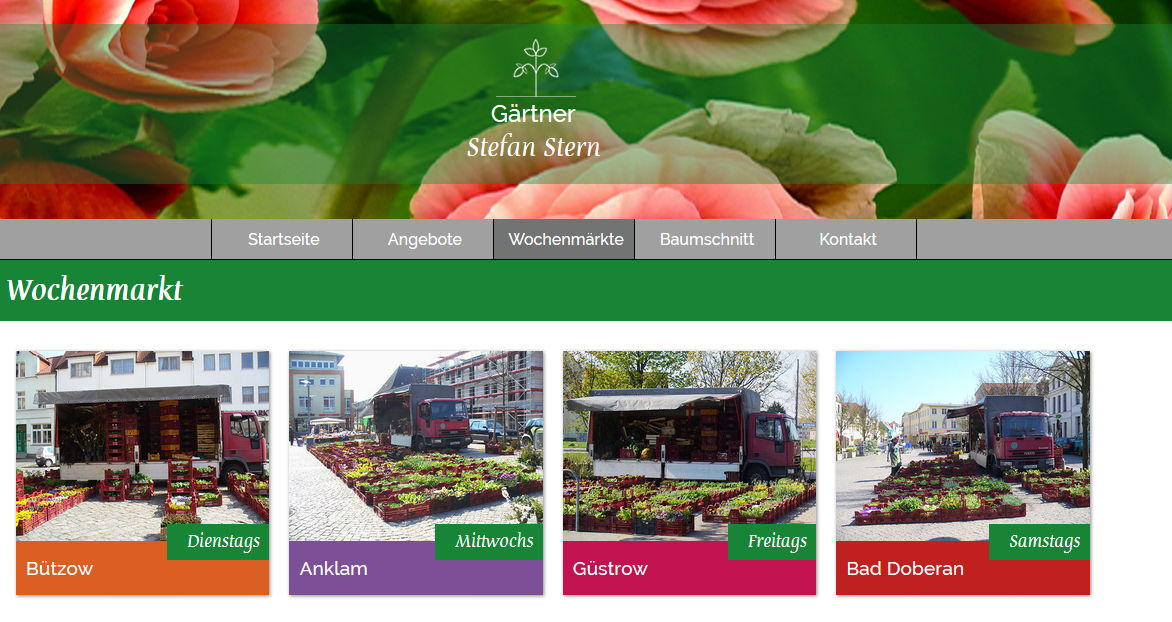 Gärtner
Stefan Stern
Startseite Angebote Wochenmärkte Baumschnitt Kontakt
Wochenmarkt
Dienstags
Bützow
Mittwochs
Anklam
Freitags
Güstrow
Samstags
Bad Doberan